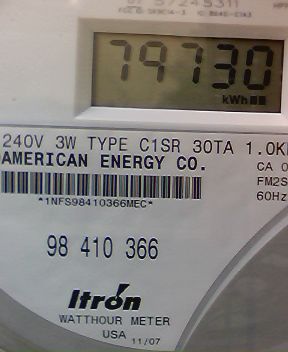 79730
kWh
240V 3W TYPE C1SR 30TA 1.0K
AMERICAN ENERGY CO.
CA
FM2S
60Hz
*1NFS98410366MEC*
98 410 366
Itron
WATTHOUR METER
USA 11/07